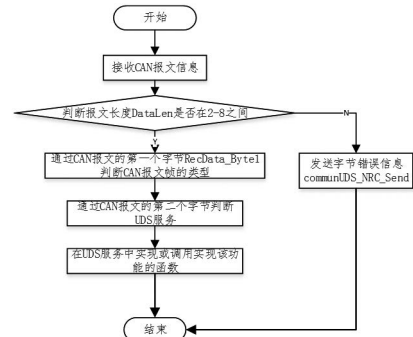 开始
接收CAN报文信息
判断报文长度DataLen是否在2-8之间
N
Y
通过CAN报文的第一个字节RecData_Byte1
判断CAN报文帧的类型
发送字节错误信息
communUDS_NRC_Send
通过CAN报文的第二个字节判断
UDS服务
在UDS服务中实现或调用实现该功
能的函数
结束